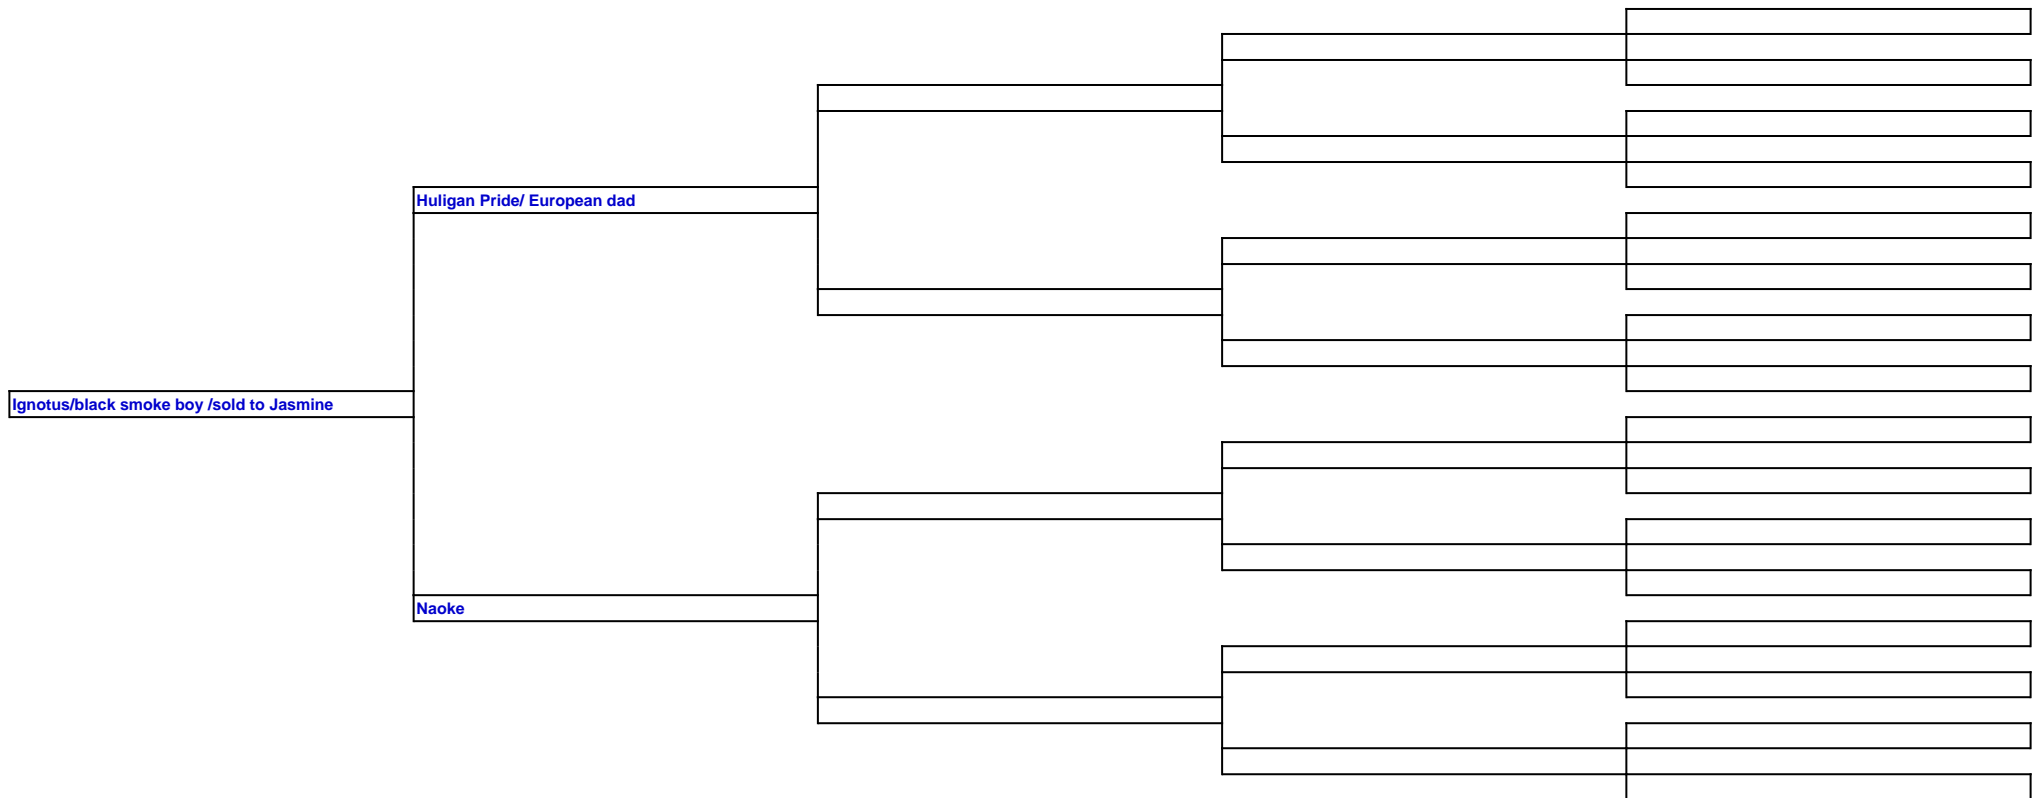 Huligan Pride/ European dad
Ignotus/black smoke boy /sold to Jasmine
Naoke